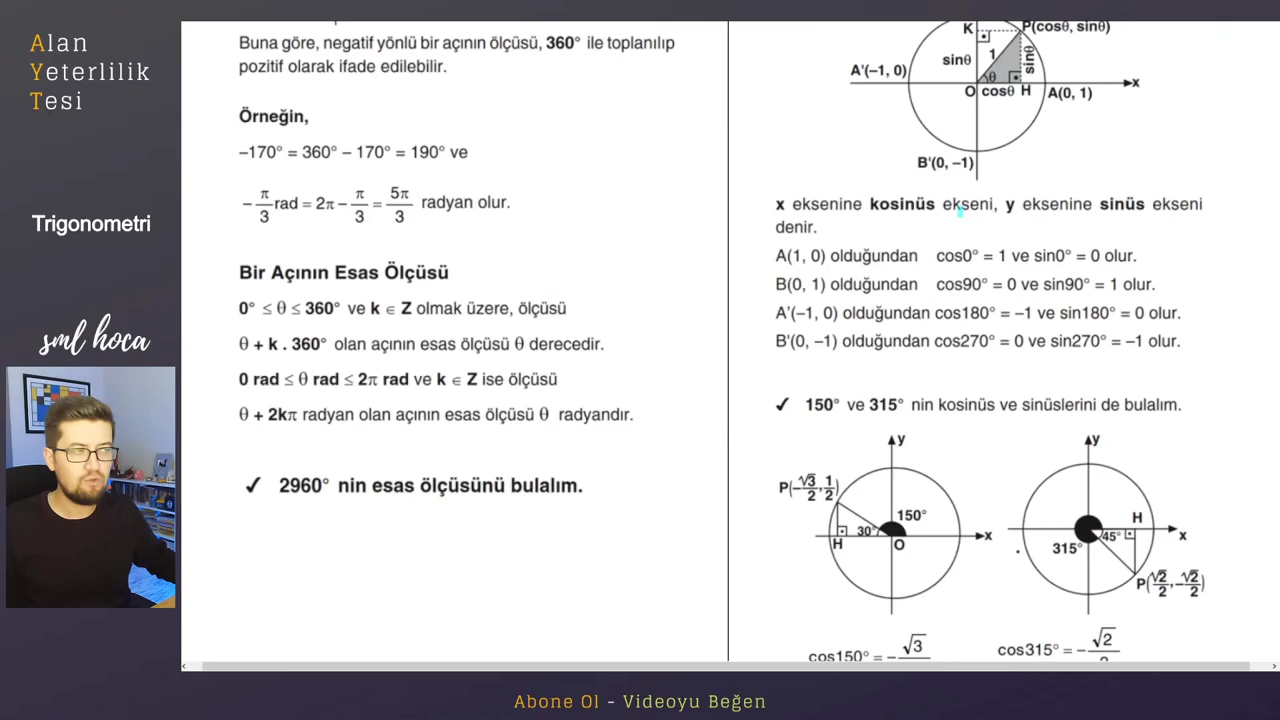 Alan
Yeterlilik
Tesi
Trigonometri
sml hoca
Buna göre, negatif yönlü bir açının ölçüsü, 360° ile toplanılıp
pozitif olarak ifade edilebilir.
Örneğin,
–170° = 360° – 170° = 190° ve
-π/3 rad = 2π – π/3 = 5π/3 radyan olur.
Bir Açının Esas Ölçüsü
0° ≤ θ ≤ 360° ve k ∈ Z olmak üzere, ölçüsü
θ + k . 360° olan açının esas ölçüsü θ derecedir.
0 rad ≤ θ rad ≤ 2π rad ve k ∈ Z ise ölçüsü
θ + 2kπ radyan olan açının esas ölçüsü θ radyandır.
✓ 2960° nin esas ölçüsünü bulalım.
K P(cosθ, sinθ)
sinθ 1 sinθ
A'(–1, 0) θ x
O cosθ H A(0, 1)
B'(0, –1)
x eksenine kosinüs ekseni, y eksenine sinüs ekseni
denir.
A(1, 0) olduğundan cos0° = 1 ve sin0° = 0 olur.
B(0, 1) olduğundan cos90° = 0 ve sin90° = 1 olur.
A'(–1, 0) olduğundan cos180° = –1 ve sin180° = 0 olur.
B'(0, –1) olduğundan cos270° = 0 ve sin270° = –1 olur.
✓ 150° ve 315° nin kosinüs ve sinüslerini de bulalım.
y
P(-√3/2, 1/2)
150°
30°
H O x
y
H
45° x
315°
P(√2/2, -√2/2)
cos150° = -√3
cos315° = -√2/2
Abone Ol - Videoyu Beğen